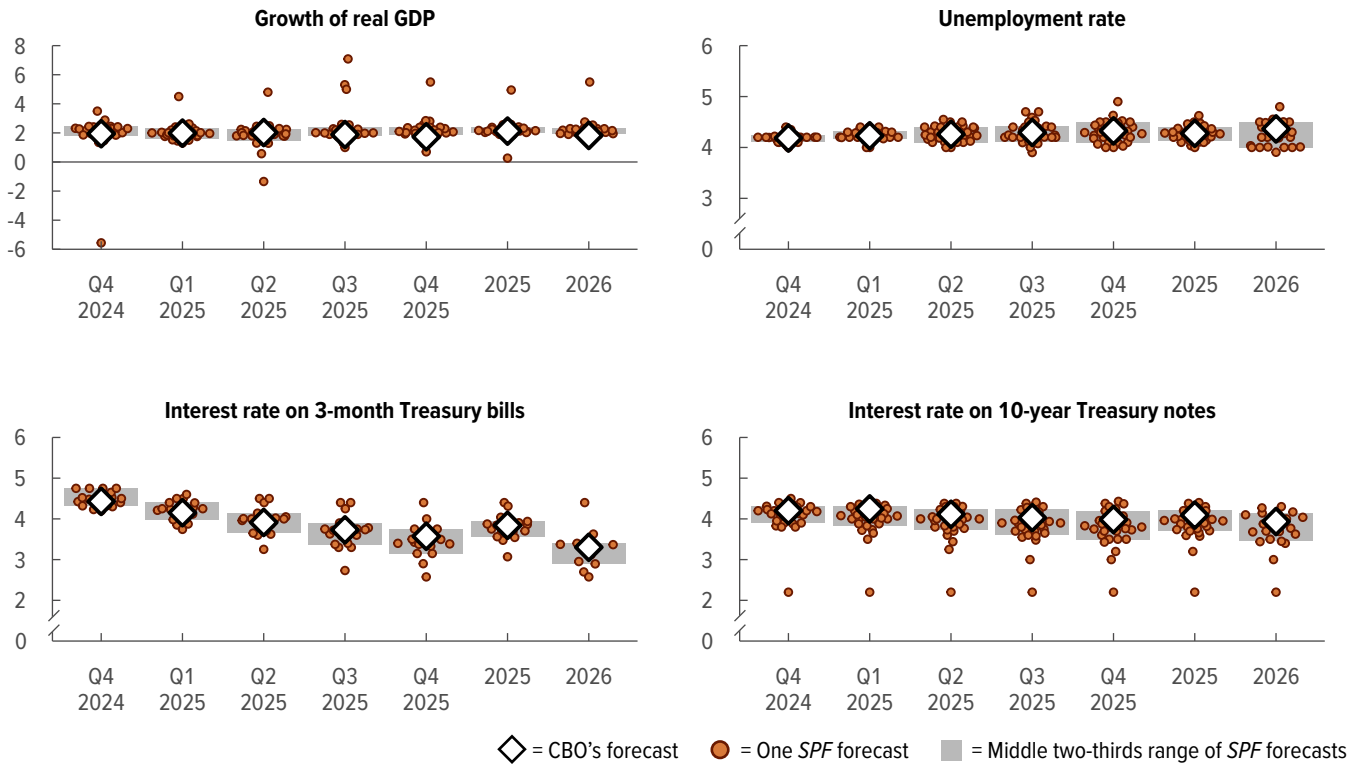 Growth of real GDP
8
6
4
2
0
-2
-4
-6
Q4 Q1 Q2 Q3 Q4 2025 2026
2024 2025 2025 2025 2025
Unemployment rate
6
5
4
3
0
Q4 Q1 Q2 Q3 Q4 2025 2026
2024 2025 2025 2025 2025
Interest rate on 3-month Treasury bills
6
5
4
3
2
0
Q4 Q1 Q2 Q3 Q4 2025 2026
2024 2025 2025 2025 2025
Interest rate on 10-year Treasury notes
6
5
4
3
2
0
Q4 Q1 Q2 Q3 Q4 2025 2026
2024 2025 2025 2025 2025
= CBO's forecast = One SPF forecast = Middle two-thirds range of SPF forecasts